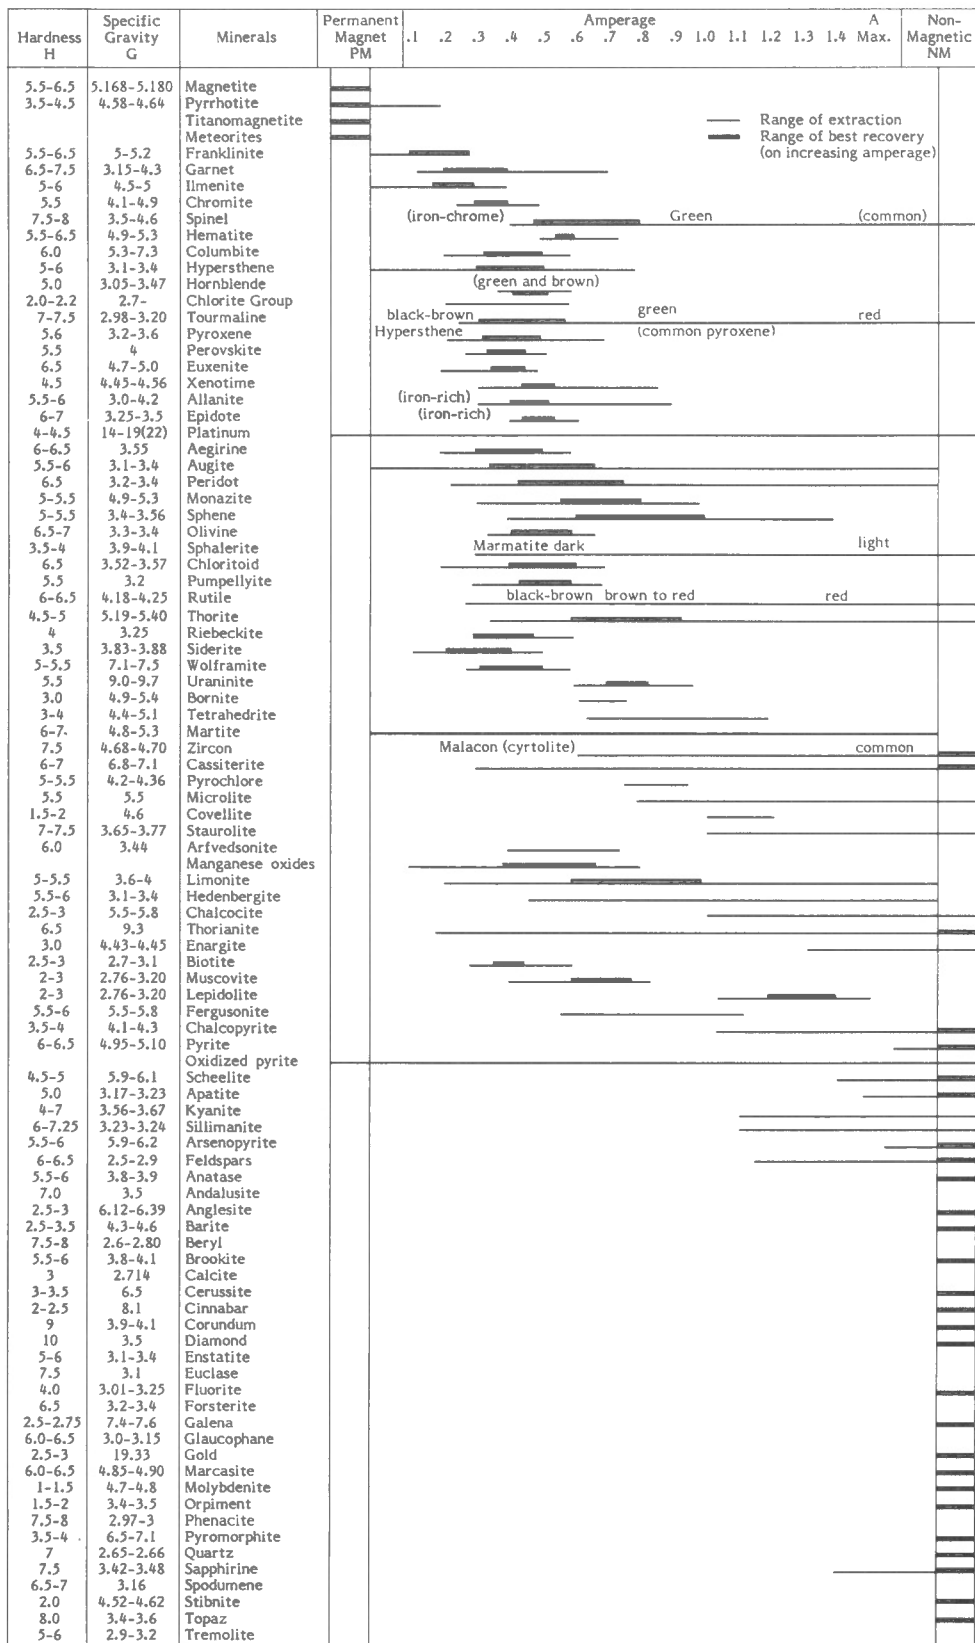 Hardness H Specific Gravity G Minerals Permanent Magnet PM Amperage .1 .2 .3 .4 .5 .6 .7 .8 .9 1.0 1.1 1.2 1.3 1.4 A Max. Non-Magnetic NM
5.5-6.5 5.168-5.180 Magnetite
3.5-4.5 4.58-4.64 Pyrrhotite
Titanomagnetite
Range of extraction
Meteorites
Range of best recovery
5.5-6.5 5-5.2 Franklinite
(on increasing amperage)
6.5-7.5 3.15-4.3 Garnet
5-6 4.5-5 Ilmenite
5.5 4.1-4.9 Chromite
7.5-8 3.5-4.6 Spinel (iron-chrome) Green (common)
5.5-6.5 4.9-5.3 Hematite
6.0 5.3-7.3 Columbite
5-6 3.1-3.4 Hypersthene
5.0 3.05-3.47 Hornblende (green and brown)
2.0-2.2 2.7- Chlorite Group
7-7.5 2.98-3.20 Tourmaline black-brown green red
5.6 3.2-3.6 Pyroxene Hypersthene (common pyroxene)
5.5 4 Perovskite
6.5 4.7-5.0 Euxenite
4.5 4.45-4.56 Xenotime
5.5-6 3.0-4.2 Allanite (iron-rich)
6-7 3.25-3.5 Epidote (iron-rich)
4-4.5 14-19(22) Platinum
6-6.5 3.55 Aegirine
5.5-6 3.1-3.4 Augite
6.5 3.2-3.4 Peridot
5-5.5 4.9-5.3 Monazite
5-5.5 3.4-3.56 Sphene
6.5-7 3.3-3.4 Olivine
3.5-4 3.9-4.1 Sphalerite Marmatite dark light
6.5 3.52-3.57 Chloritoid
5.5 3.2 Pumpellyite
6-6.5 4.18-4.25 Rutile black-brown brown to red red
4.5-5 5.19-5.40 Thorite
4 3.25 Riebeckite
3.5 3.83-3.88 Siderite
5-5.5 7.1-7.5 Wolframite
5.5 9.0-9.7 Uraninite
3.0 4.9-5.4 Bornite
3-4 4.4-5.1 Tetrahedrite
6-7 4.8-5.3 Martite
7.5 4.68-4.70 Zircon Malacon (cyrtolite) common
6-7 6.8-7.1 Cassiterite
5-5.5 4.2-4.36 Pyrochlore
5.5 5.5 Microlite
1.5-2 4.6 Covellite
7-7.5 3.65-3.77 Staurolite
6.0 3.44 Arfvedsonite
Manganese oxides
5-5.5 3.6-4 Limonite
5.5-6 3.1-3.4 Hedenbergite
2.5-3 5.5-5.8 Chalcocite
6.5 9.3 Thorianite
3.0 4.43-4.45 Enargite
2.5-3 2.7-3.1 Biotite
2-3 2.76-3.20 Muscovite
2-3 2.76-3.20 Lepidolite
5.5-6 5.5-5.8 Fergusonite
3.5-4 4.1-4.3 Chalcopyrite
6-6.5 4.95-5.10 Pyrite
Oxidized pyrite
4.5-5 5.9-6.1 Scheelite
5.0 3.17-3.23 Apatite
4-7 3.56-3.67 Kyanite
6-7.25 3.23-3.24 Sillimanite
5.5-6 5.9-6.2 Arsenopyrite
6-6.5 2.5-2.9 Feldspars
5.5-6 3.8-3.9 Anatase
7.0 3.5 Andalusite
2.5-3 6.12-6.39 Anglesite
2.5-3.5 4.3-4.6 Barite
7.5-8 2.6-2.80 Beryl
5.5-6 3.8-4.1 Brookite
3 2.714 Calcite
3-3.5 6.5 Cerussite
2-2.5 8.1 Cinnabar
9 3.9-4.1 Corundum
10 3.5 Diamond
5-6 3.1-3.4 Enstatite
7.5 3.1 Euclase
4.0 3.01-3.25 Fluorite
6.5 3.2-3.4 Forsterite
2.5-2.75 7.4-7.6 Galena
6.0-6.5 3.0-3.15 Glaucophane
2.5-3 19.33 Gold
6.0-6.5 4.85-4.90 Marcasite
1-1.5 4.7-4.8 Molybdenite
1.5-2 3.4-3.5 Orpiment
7.5-8 2.97-3 Phenacite
3.5-4 6.5-7.1 Pyromorphite
7 2.65-2.66 Quartz
7.5 3.42-3.48 Sapphirine
6.5-7 3.16 Spodumene
2.0 4.52-4.62 Stibnite
8.0 3.4-3.6 Topaz
5-6 2.9-3.2 Tremolite